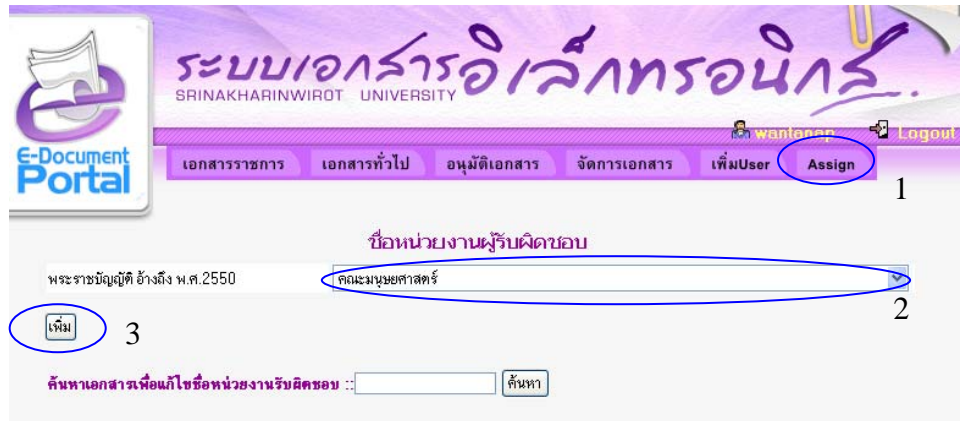 ระบบเอกสารอิเล็กทรอนิกส์.
SRINAKHARINWIROT UNIVERSITY
wantanap Logout
E-Document
Portal
เอกสารราชการ เอกสารทั่วไป อนุมัติเอกสาร จัดการเอกสาร เพิ่มUser Assign
1
ชื่อหน่วยงานผู้รับผิดชอบ
พระราชบัญญัติ อ้างถึง พ.ศ.2550 คณะมนุษยศาสตร์
2
เพิ่ม 3
ค้นหาเอกสารเพื่อแก้ไขชื่อหน่วยงานรับผิดชอบ :: ค้นหา